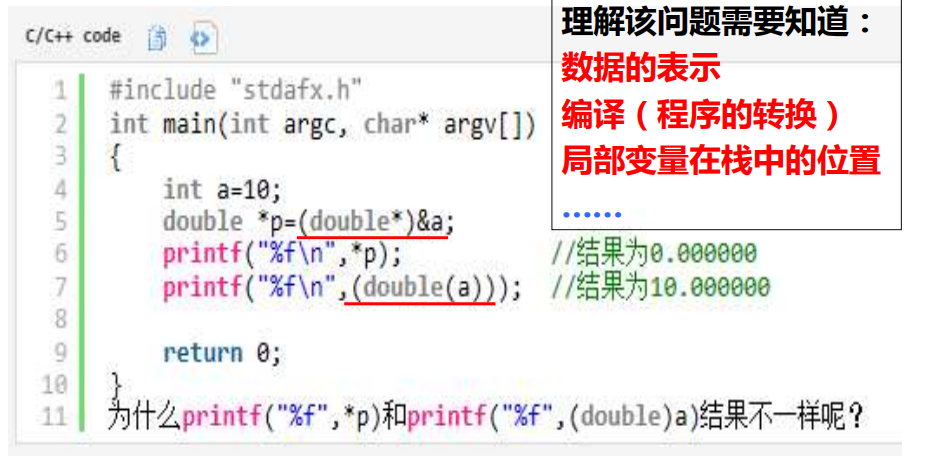 C/C++ code
理解该问题需要知道：
数据的表示
编译（程序的转换）
局部变量在栈中的位置
……
1 #include "stdafx.h"
2 int main(int argc, char* argv[])
3 {
4 int a=10;
5 double *p=(double*)&a;
6 printf("%f\n",*p); //结果为0.000000
7 printf("%f\n",(double(a))); //结果为10.000000
8
9 return 0;
10 }
11 为什么printf("%f",*p)和printf("%f",(double)a)结果不一样呢？